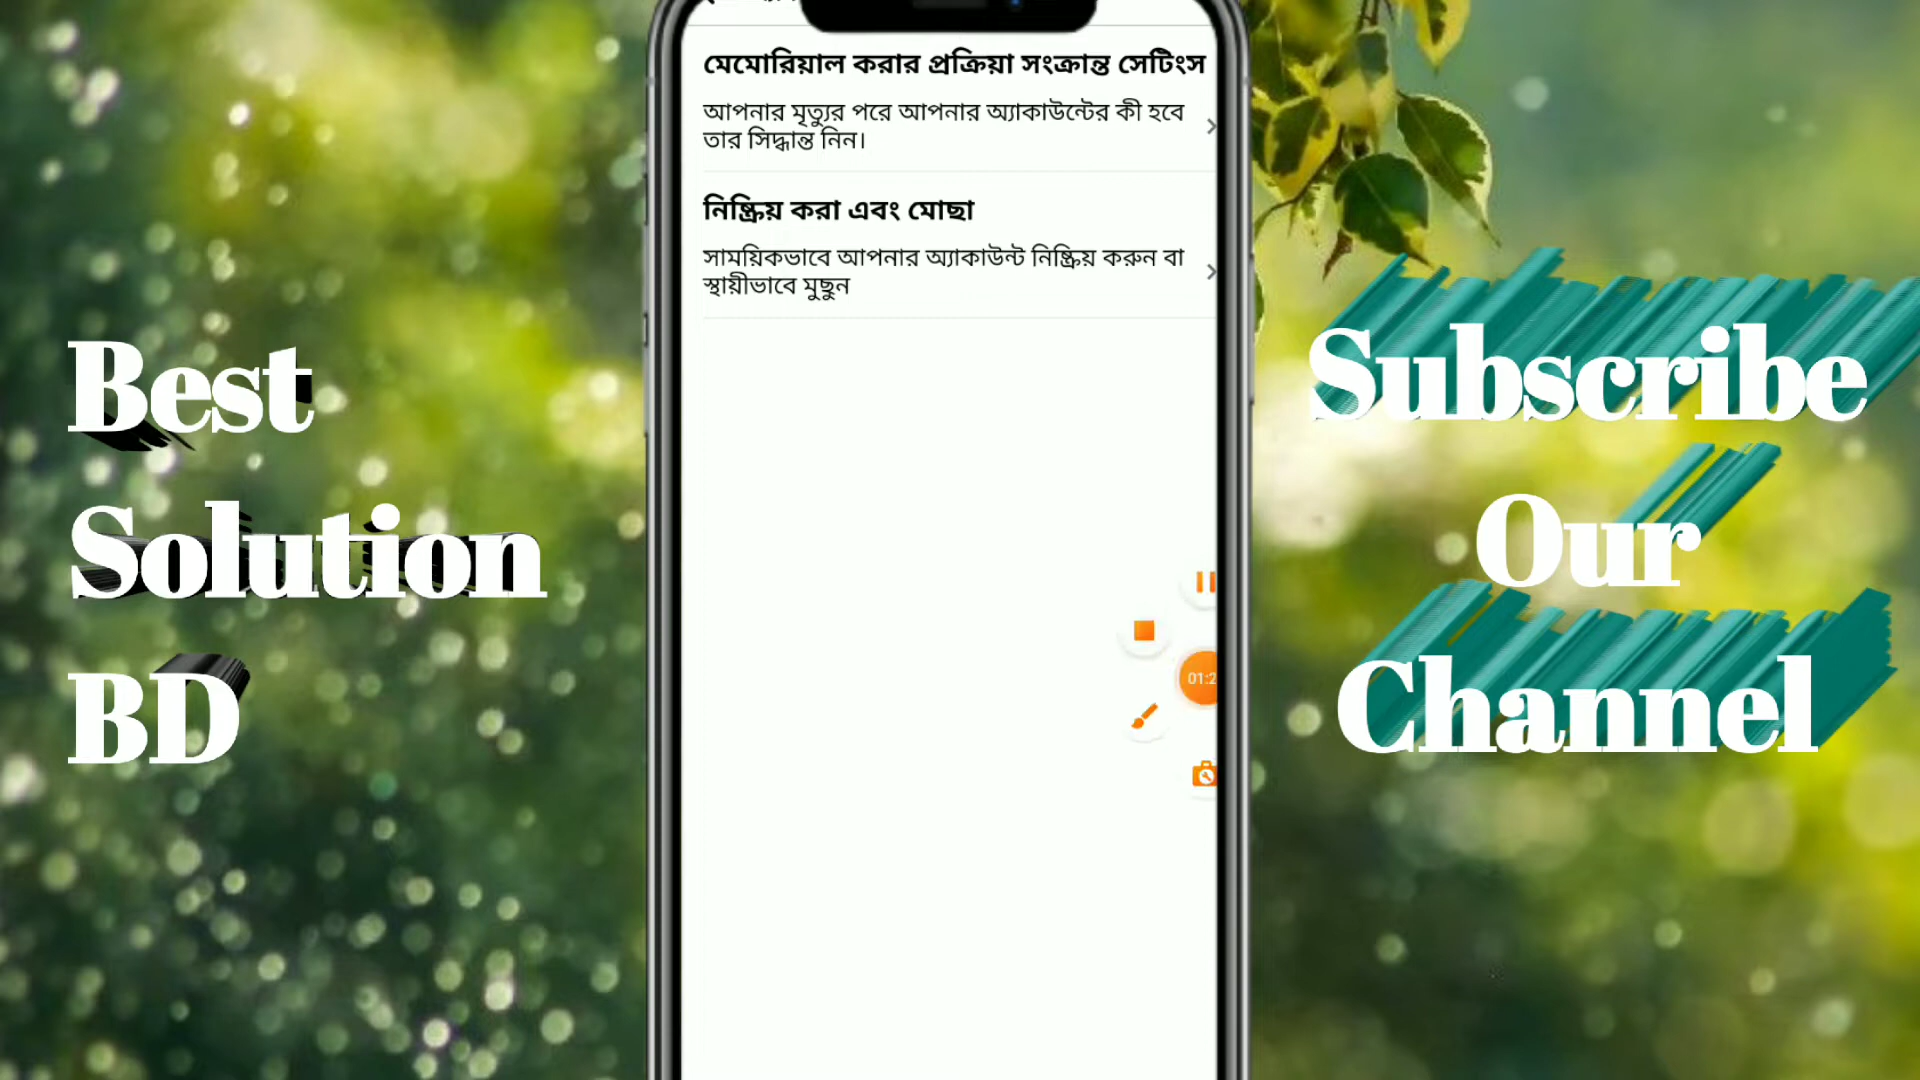 মেমোরিয়াল করার প্রক্রিয়া সংক্রান্ত সেটিংস
আপনার মৃত্যুর পরে আপনার অ্যাকাউন্টের কী হবে
তার সিদ্ধান্ত নিন।
নিষ্ক্রিয় করা এবং মোছা
সাময়িকভাবে আপনার অ্যাকাউন্ট নিষ্ক্রিয় করুন বা
স্থায়ীভাবে মুছুন
Best
Solution
BD
Subscribe
Our
Channel